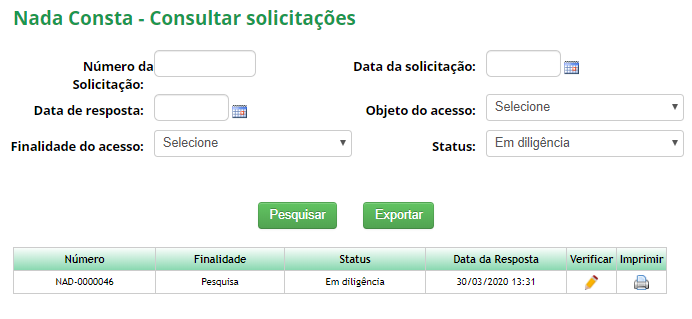 Nada Consta - Consultar solicitações
Número da Solicitação:
Data da solicitação:
Data de resposta:
Objeto do acesso: Selecione
Finalidade do acesso: Selecione
Status: Em diligência
Pesquisar Exportar
Número Finalidade Status Data da Resposta Verificar Imprimir
NAD-0000046 Pesquisa Em diligência 30/03/2020 13:31